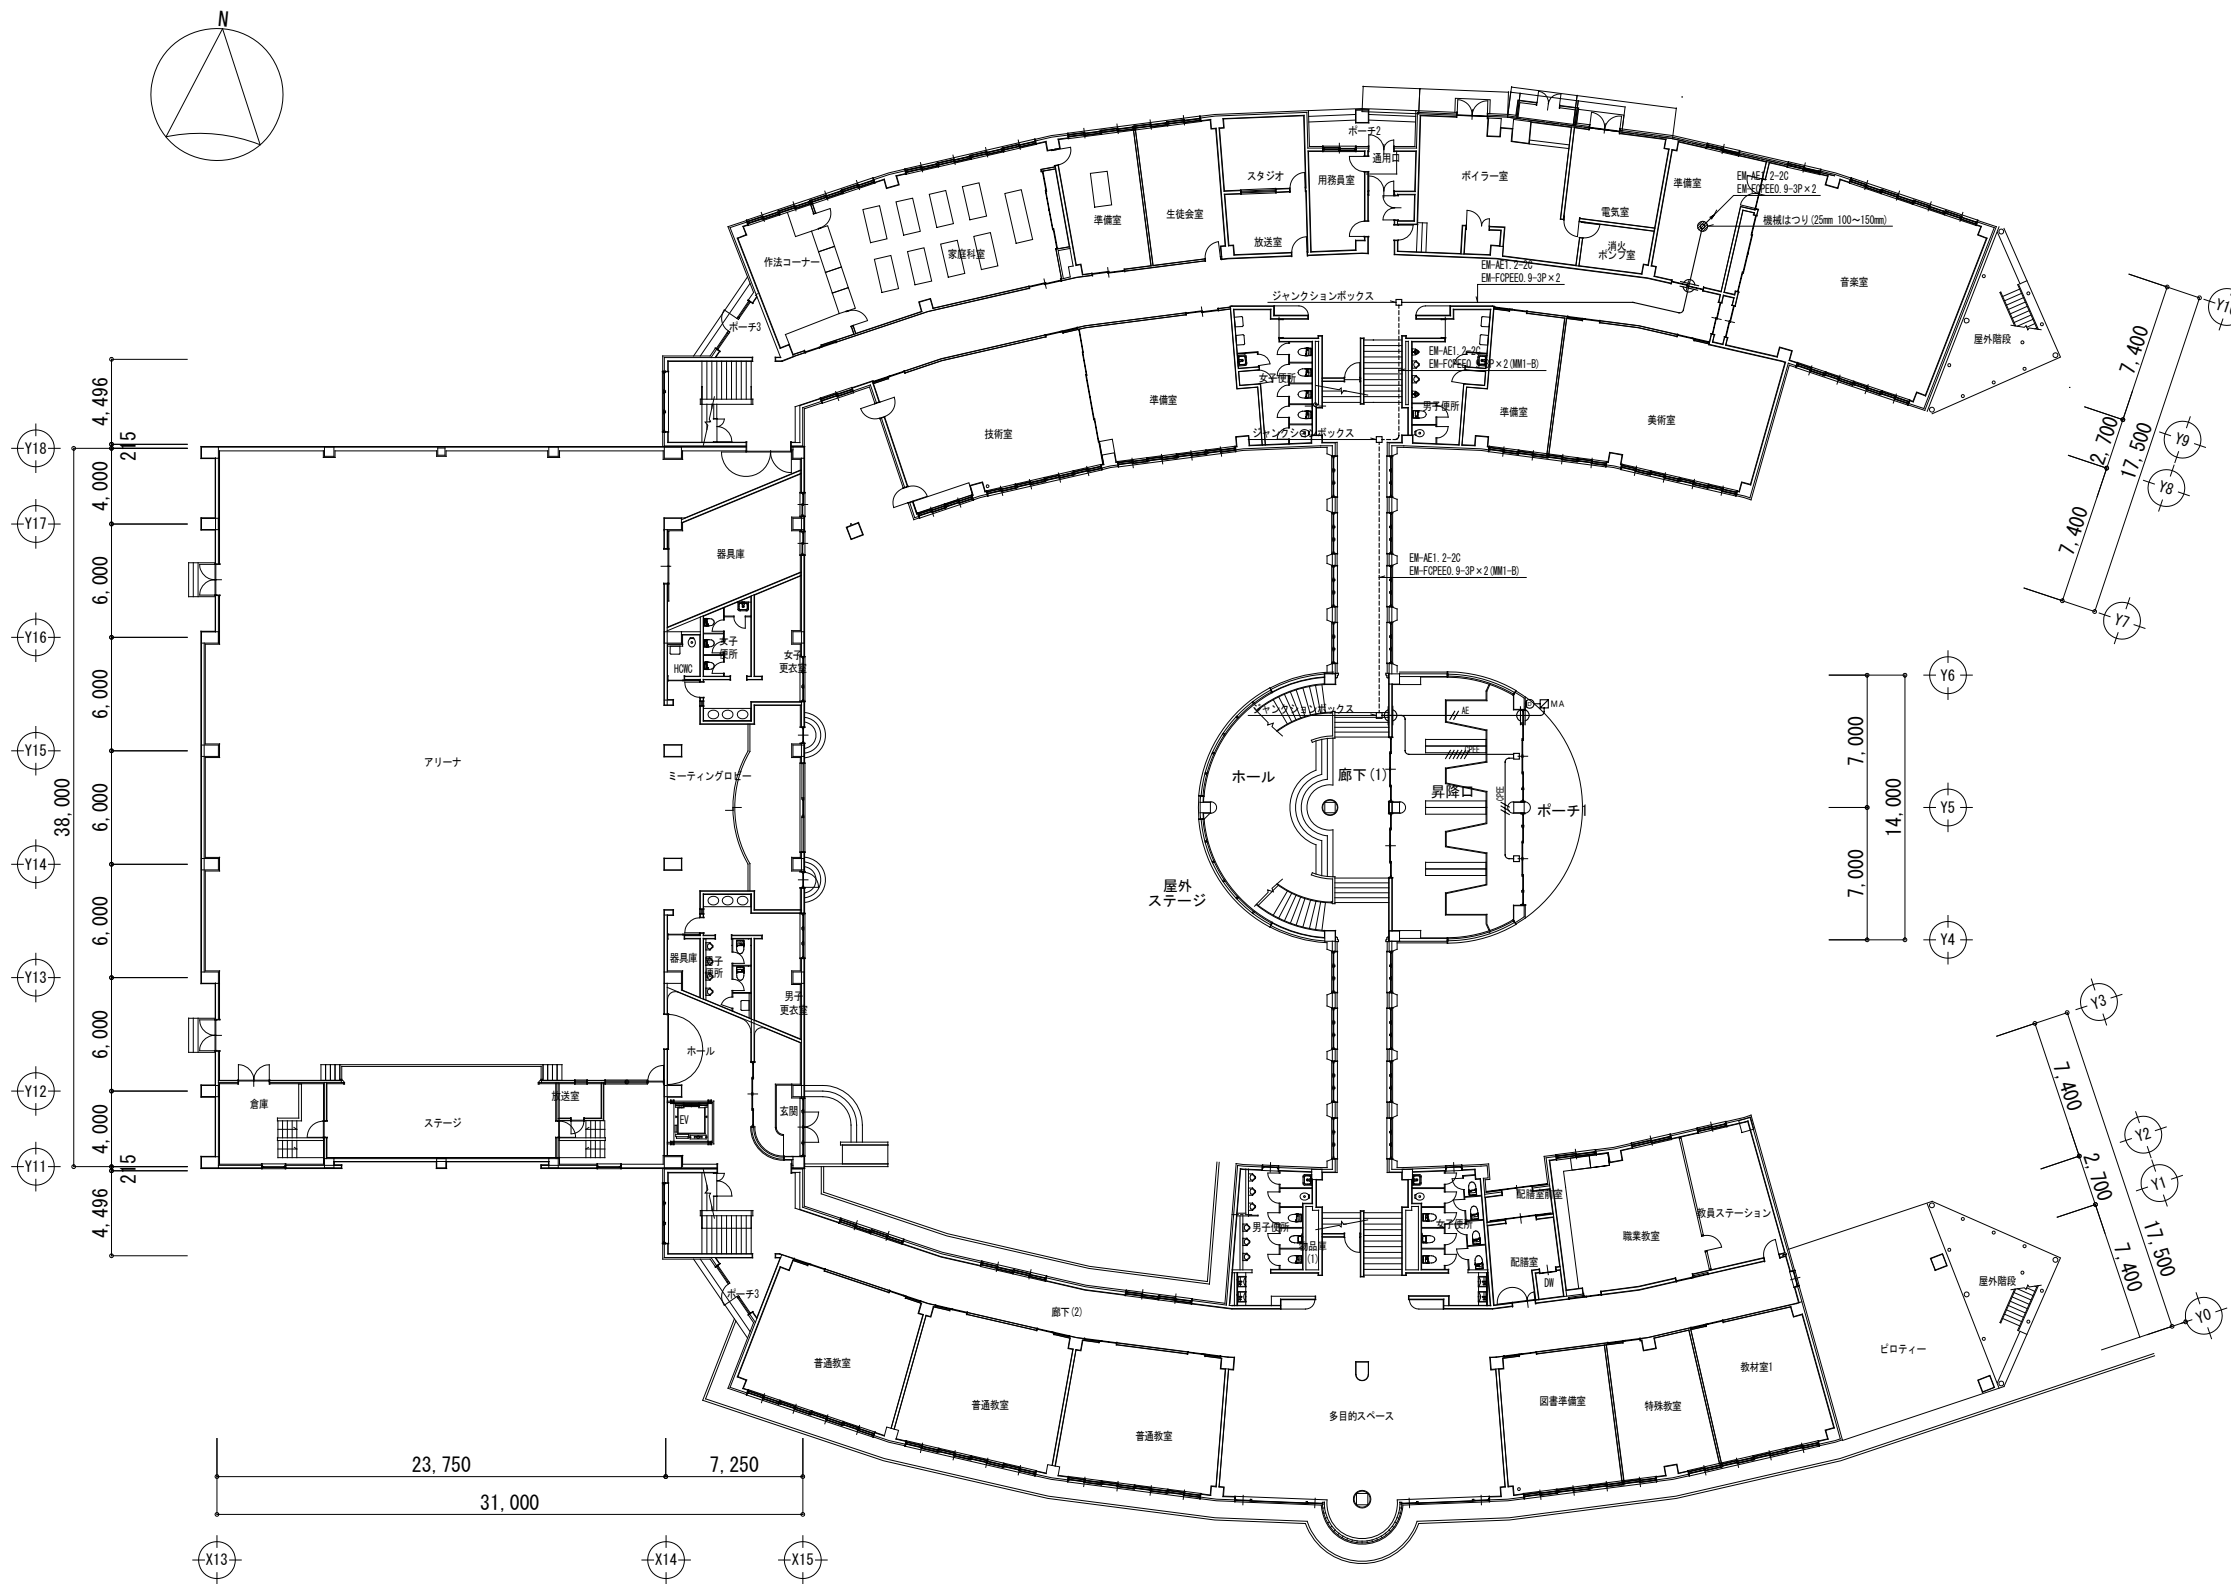 N
ポーチ2
通用口
スタジオ
用務員室
ボイラー室
準備室
EM-AE1.2-2C
EM-FCPEE0.9-3P×2
機械はつり(25mm 100〜150mm)
準備室
生徒会室
電気室
放送室
消火
ポンプ室
作法コーナー
家庭科室
音楽室
EM-AE1.2-2C
EM-FCPEE0.9-3P×2
ジャンクションボックス
ポーチ3
屋外階段
EM-AE1.2-2C
EM-FCPEE0.9-3P×2(MM1-B)
女子便所
男子便所
準備室
準備室
美術室
技術室
ジャンクションボックス
7,400
2,700
7,400
17,500
Y9
Y8
Y7
4,496
215
4,000
6,000
6,000
6,000
6,000
6,000
6,000
4,000
215
4,496
38,000
Y18
Y17
Y16
Y15
Y14
Y13
Y12
Y11
器具庫
EM-AE1.2-2C
EM-FCPEE0.9-3P×2(MM1-B)
女子
便所
HCWC
女子
更衣室
ジャンクションボックス
AE
MA
CPEE
CPEE
アリーナ
ミーティングロビー
ホール
廊下(1)
昇降口
ポーチ1
屋外
ステージ
Y6
Y5
Y4
7,000
7,000
14,000
器具庫
男子
便所
男子
更衣室
ホール
倉庫
放送室
ステージ
EV
玄関
Y3
Y2
Y1
Y0
7,400
2,700
7,400
17,500
配膳室前室
教員ステーション
男子便所
女子便所
物品庫
(1)
職業教室
配膳室
DW
屋外階段
ポーチ3
廊下(2)
ピロティー
普通教室
普通教室
普通教室
多目的スペース
図書準備室
特殊教室
教材室1
23,750
7,250
31,000
X13
X14
X15